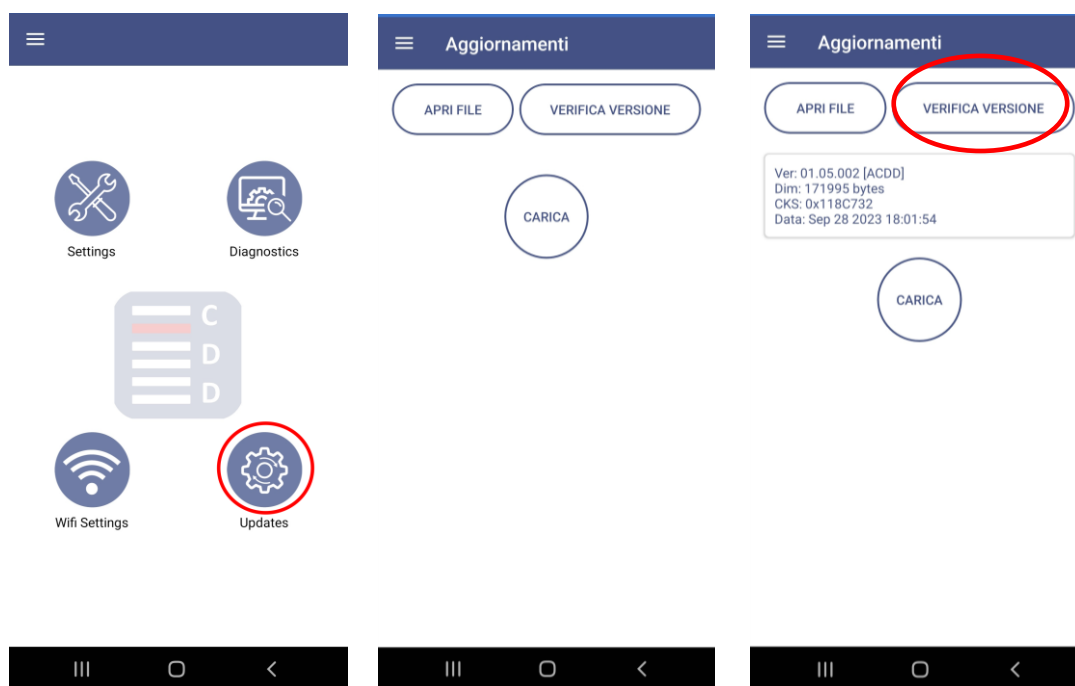 Settings
Diagnostics
C
D
D
Wifi Settings
Updates
Aggiornamenti
APRI FILE
VERIFICA VERSIONE
CARICA
Aggiornamenti
APRI FILE
VERIFICA VERSIONE
Ver: 01.05.002 [ACDD]
Dim: 171995 bytes
CKS: 0x118C732
Data: Sep 28 2023 18:01:54
CARICA